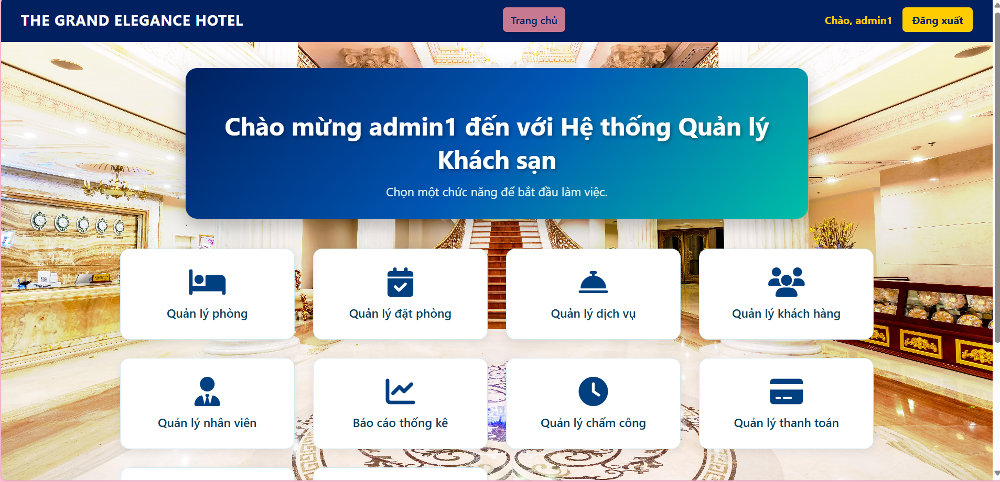 THE GRAND ELEGANCE HOTEL
Trang chủ
Chào, admin1
Đăng xuất
Chào mừng admin1 đến với Hệ thống Quản lý
Khách sạn
Chọn một chức năng để bắt đầu làm việc.
Quản lý phòng
Quản lý đặt phòng
Quản lý dịch vụ
Quản lý khách hàng
Quản lý nhân viên
Báo cáo thống kê
Quản lý chấm công
Quản lý thanh toán